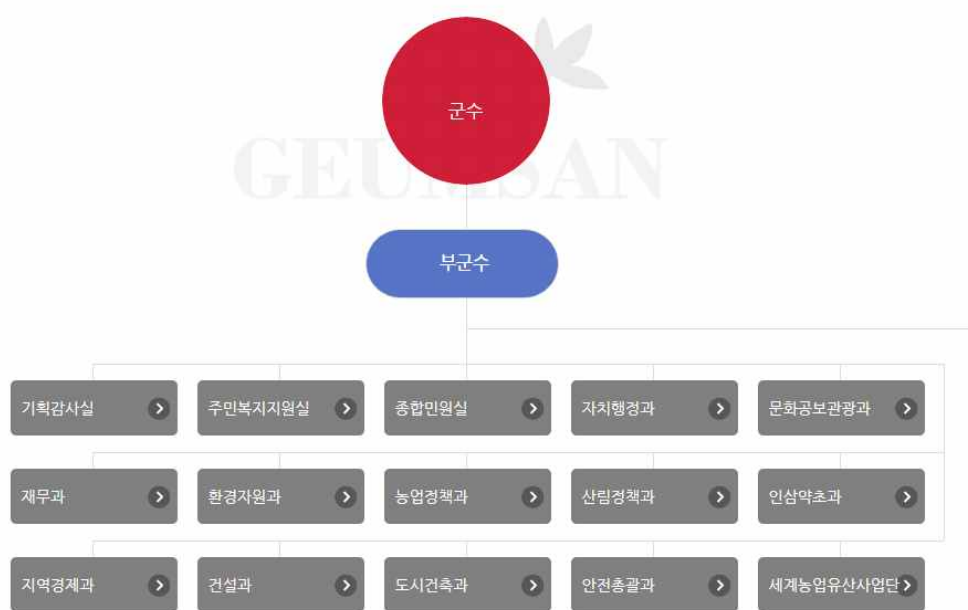 군수
GEUMSAN
부군수
기획감사실
주민복지지원실
종합민원실
자치행정과
문화공보관광과
재무과
환경자원과
농업정책과
산림정책과
인삼약초과
지역경제과
건설과
도시건축과
안전총괄과
세계농업유산사업단